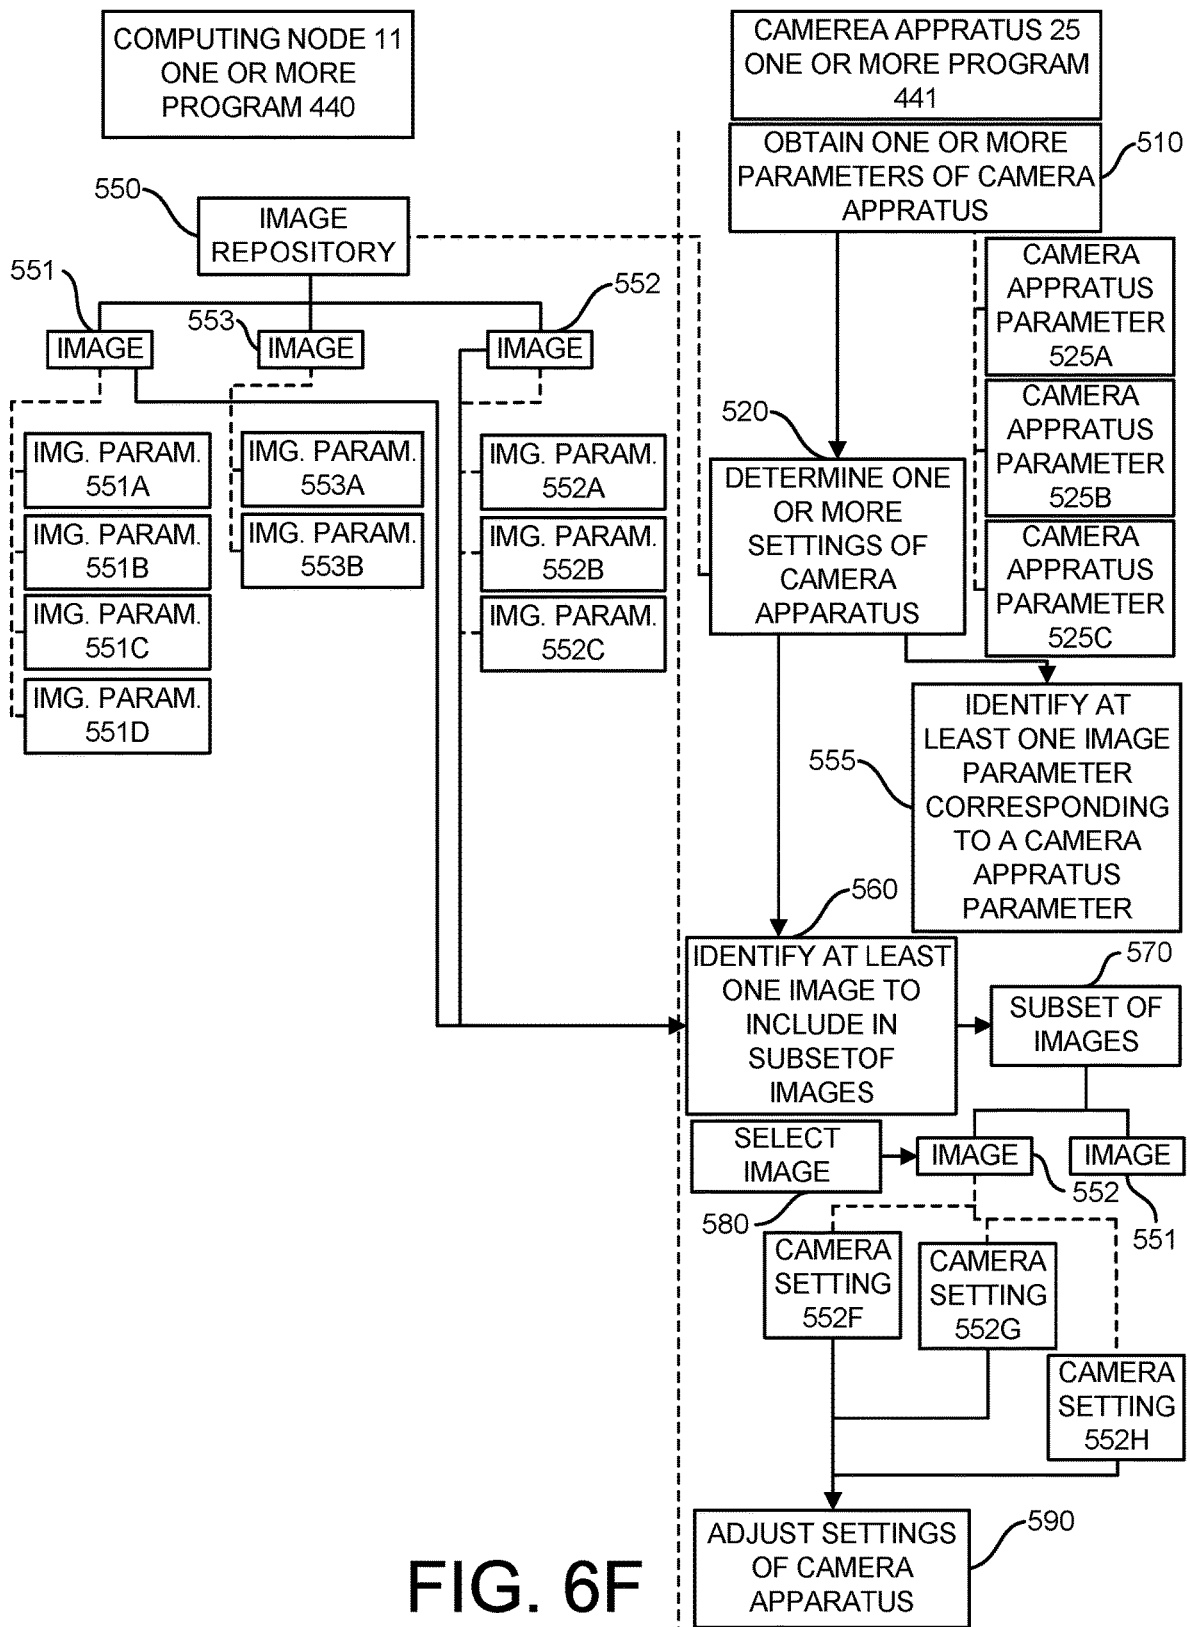 COMPUTING NODE 11
ONE OR MORE
PROGRAM 440
CAMEREA APPARATUS 25
ONE OR MORE PROGRAM
441
OBTAIN ONE OR MORE
PARAMETERS OF CAMERA
APPRATUS
510
550
IMAGE
REPOSITORY
551
IMAGE
553
IMAGE
552
IMAGE
CAMERA
APPRATUS
PARAMETER
525A
CAMERA
APPRATUS
PARAMETER
525B
CAMERA
APPRATUS
PARAMETER
525C
IMG. PARAM.
551A
IMG. PARAM.
551B
IMG. PARAM.
551C
IMG. PARAM.
551D
IMG. PARAM.
553A
IMG. PARAM.
553B
IMG. PARAM.
552A
IMG. PARAM.
552B
IMG. PARAM.
552C
520
DETERMINE ONE
OR MORE
SETTINGS OF
CAMERA
APPARATUS
555
IDENTIFY AT
LEAST ONE IMAGE
PARAMETER
CORRESPONDING
TO A CAMERA
APPRATUS
PARAMETER
560
IDENTIFY AT LEAST
ONE IMAGE TO
INCLUDE IN
SUBSETOF
IMAGES
570
SUBSET OF
IMAGES
SELECT
IMAGE
580
IMAGE
552
IMAGE
551
CAMERA
SETTING
552F
CAMERA
SETTING
552G
CAMERA
SETTING
552H
ADJUST SETTINGS
OF CAMERA
APPARATUS
590
FIG. 6F